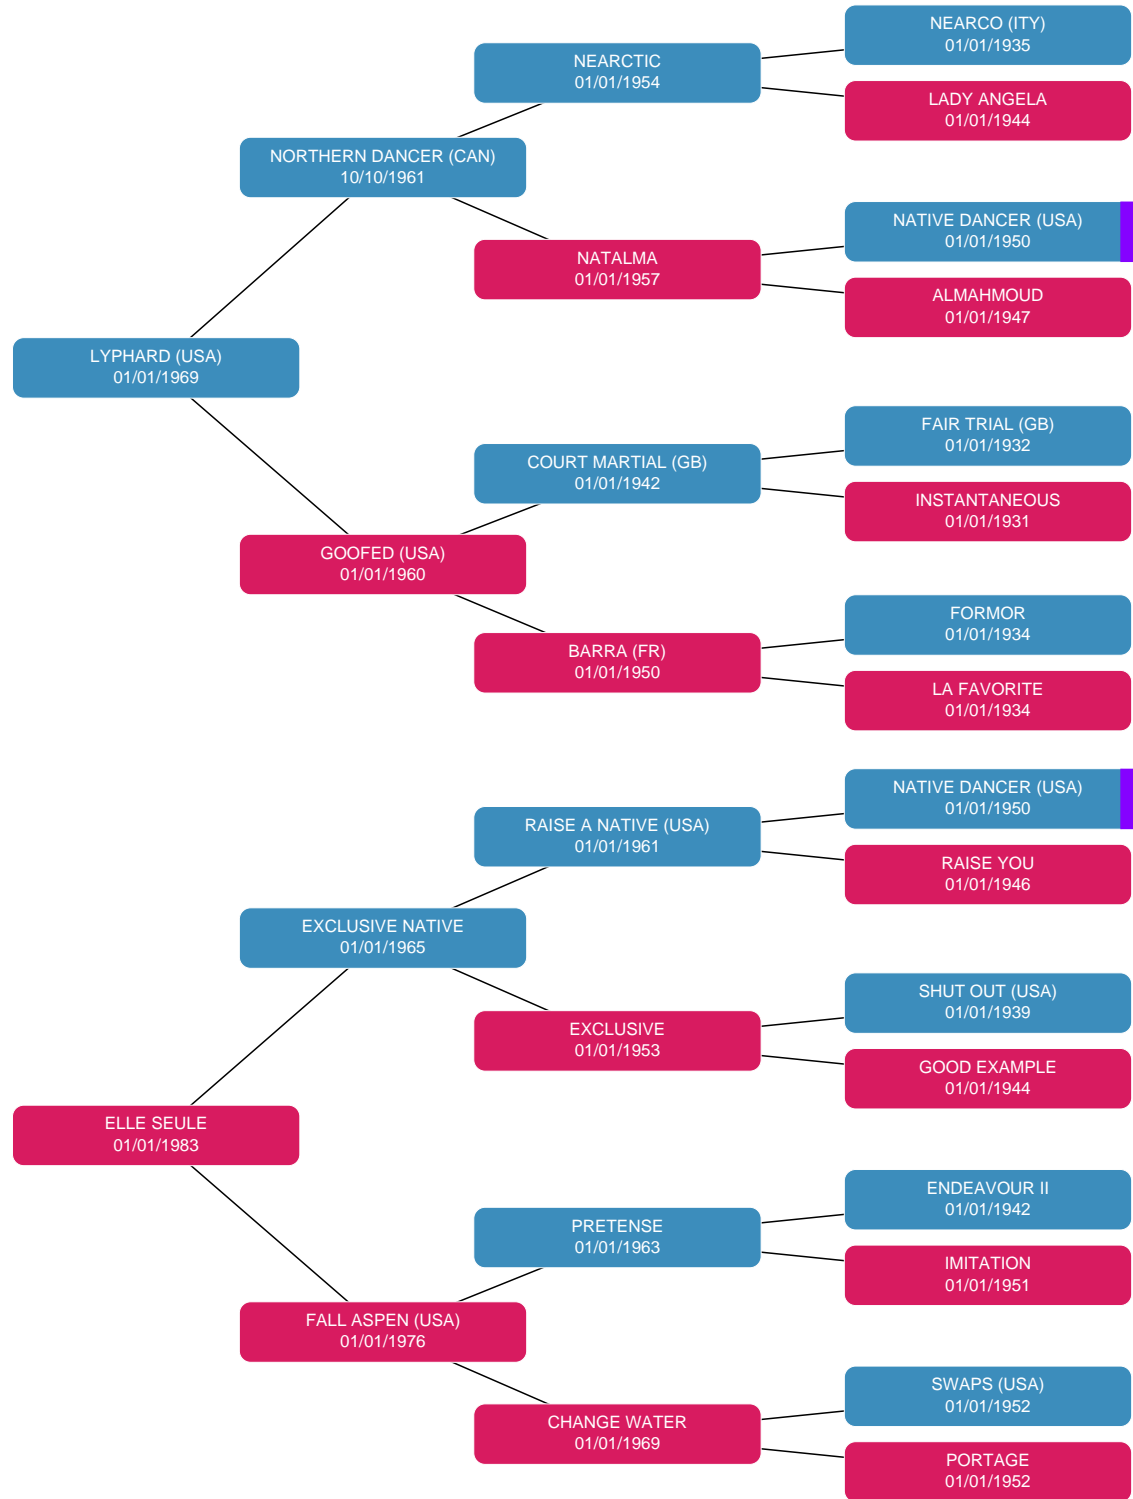 NEARCO (ITY)
01/01/1935
NEARCTIC
01/01/1954
LADY ANGELA
01/01/1944
NORTHERN DANCER (CAN)
10/10/1961
NATIVE DANCER (USA)
01/01/1950
NATALMA
01/01/1957
ALMAHMOUD
01/01/1947
LYPHARD (USA)
01/01/1969
FAIR TRIAL (GB)
01/01/1932
COURT MARTIAL (GB)
01/01/1942
INSTANTANEOUS
01/01/1931
GOOFED (USA)
01/01/1960
FORMOR
01/01/1934
BARRA (FR)
01/01/1950
LA FAVORITE
01/01/1934
NATIVE DANCER (USA)
01/01/1950
RAISE A NATIVE (USA)
01/01/1961
RAISE YOU
01/01/1946
EXCLUSIVE NATIVE
01/01/1965
SHUT OUT (USA)
01/01/1939
EXCLUSIVE
01/01/1953
GOOD EXAMPLE
01/01/1944
ELLE SEULE
01/01/1983
ENDEAVOUR II
01/01/1942
PRETENSE
01/01/1963
IMITATION
01/01/1951
FALL ASPEN (USA)
01/01/1976
SWAPS (USA)
01/01/1952
CHANGE WATER
01/01/1969
PORTAGE
01/01/1952